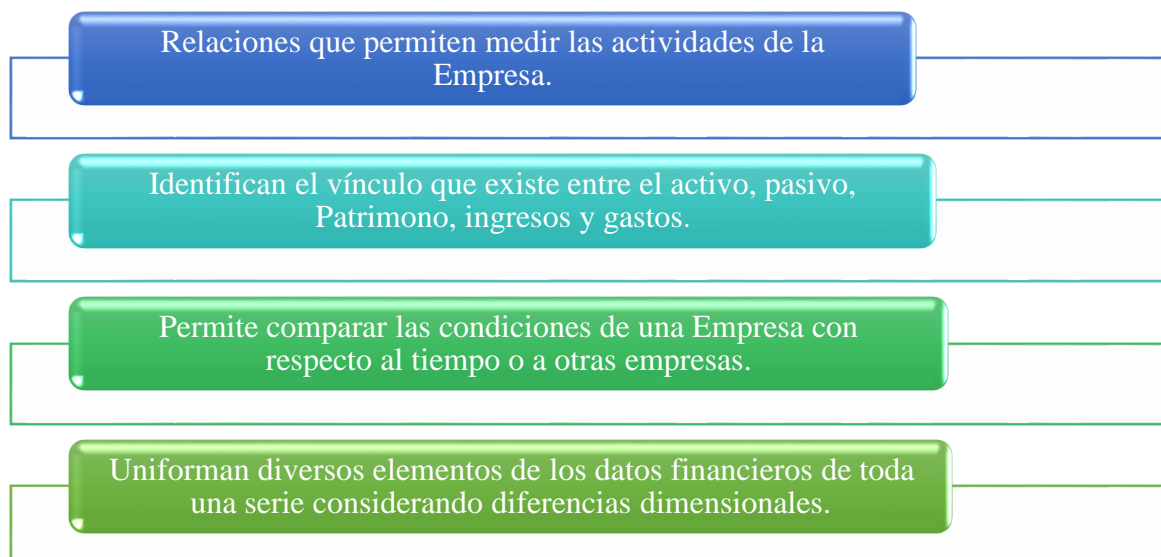 Relaciones que permiten medir las actividades de la
Empresa.
Identifican el vínculo que existe entre el activo, pasivo,
Patrimono, ingresos y gastos.
Permite comparar las condiciones de una Empresa con
respecto al tiempo o a otras empresas.
Uniforman diversos elementos de los datos financieros de toda
una serie considerando diferencias dimensionales.